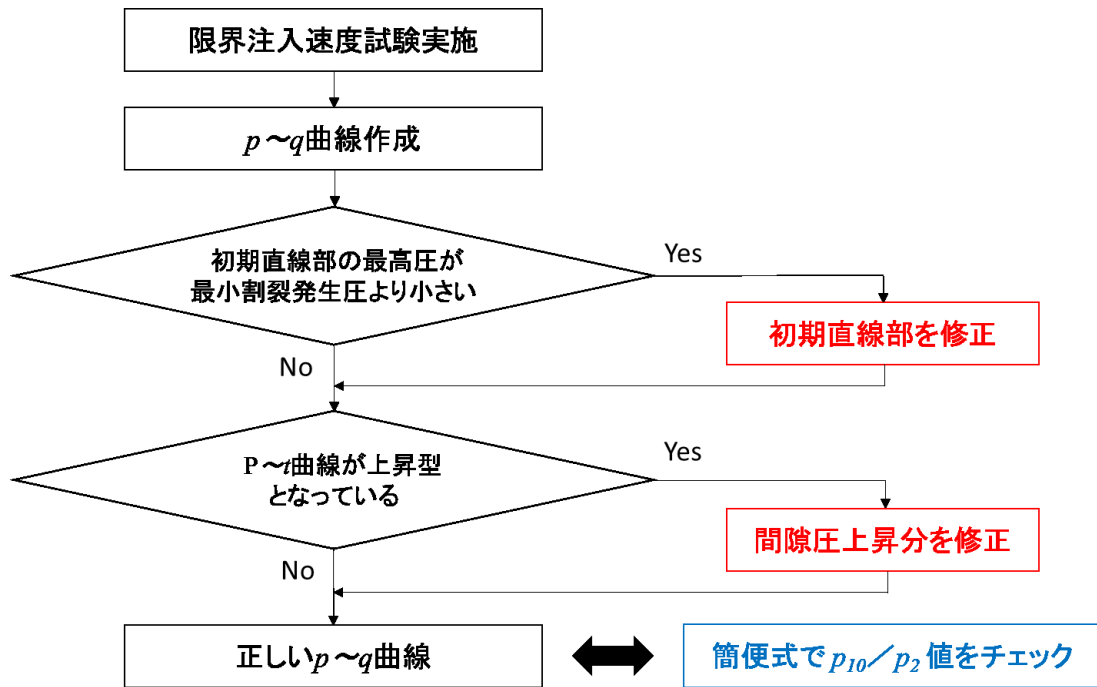 限界注入速度試験実施
p～q曲線作成
初期直線部の最高圧が
最小割裂発生圧より小さい
Yes
初期直線部を修正
No
P～t曲線が上昇型
となっている
Yes
間隙圧上昇分を修正
No
正しいp～q曲線
簡便式でp10／p2 値をチェック